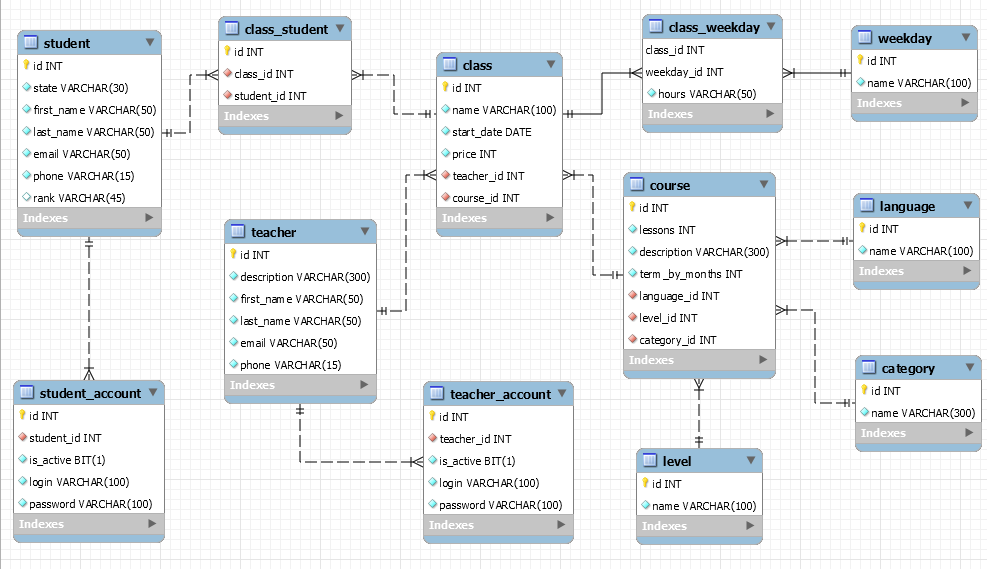 student
id INT
state VARCHAR(30)
first_name VARCHAR(50)
last_name VARCHAR(50)
email VARCHAR(50)
phone VARCHAR(15)
rank VARCHAR(45)
Indexes
class_student
id INT
class_id INT
student_id INT
Indexes
class
id INT
name VARCHAR(100)
start_date DATE
price INT
teacher_id INT
course_id INT
Indexes
class_weekday
class_id INT
weekday_id INT
hours VARCHAR(50)
Indexes
weekday
id INT
name VARCHAR(100)
Indexes
teacher
id INT
description VARCHAR(300)
first_name VARCHAR(50)
last_name VARCHAR(50)
email VARCHAR(50)
phone VARCHAR(15)
Indexes
course
id INT
lessons INT
description VARCHAR(300)
term_by_months INT
language_id INT
level_id INT
category_id INT
Indexes
language
id INT
name VARCHAR(100)
Indexes
student_account
id INT
student_id INT
is_active BIT(1)
login VARCHAR(100)
password VARCHAR(100)
Indexes
teacher_account
id INT
teacher_id INT
is_active BIT(1)
login VARCHAR(100)
password VARCHAR(100)
Indexes
level
id INT
name VARCHAR(100)
Indexes
category
id INT
name VARCHAR(300)
Indexes